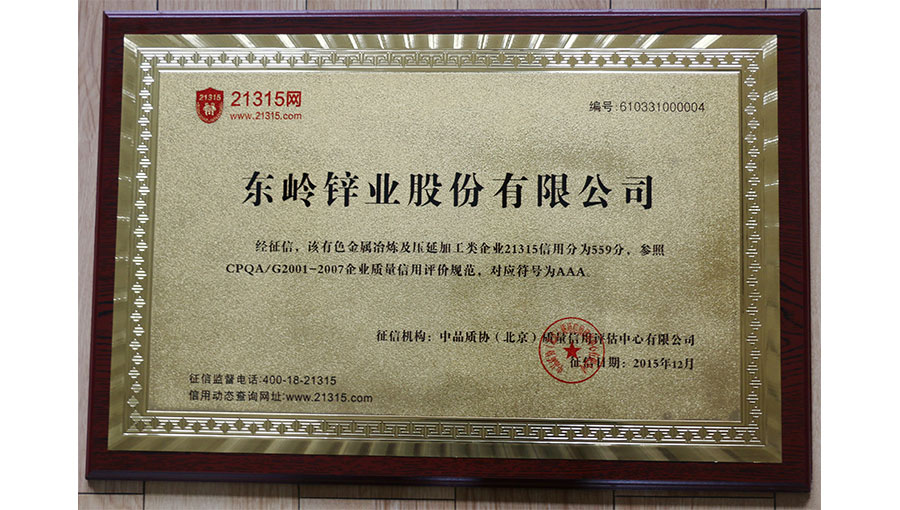 21315
21315网
www.21315.com
编号:610331000004
东岭锌业股份有限公司
经征信，该有色金属冶炼及压延加工类企业21315信用分为559分，参照
CPQA/G2001-2007企业质量信用评价规范，对应符号为AAA。
征信机构：中品质协（北京）质量信用评估中心有限公司
征信日期：2015年12月
征信监督电话:400-18-21315
信用动态查询网址:www.21315.com